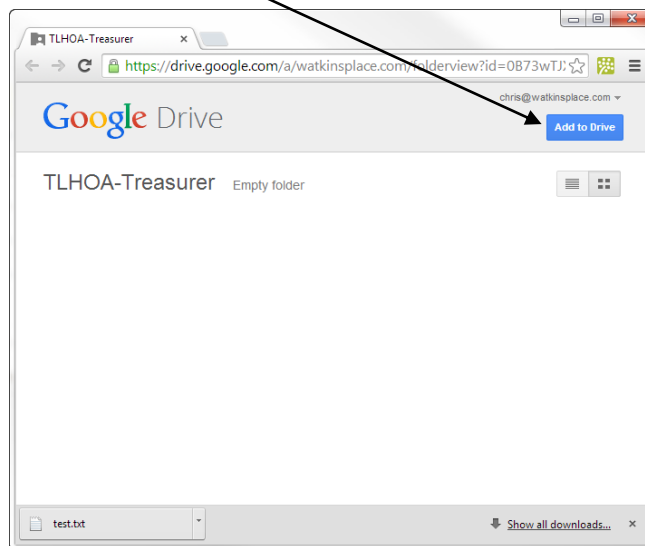 TLHOA-Treasurer
https://drive.google.com/a/watkinsplace.com/folderview?id=0B73wTJ
chris@watkinsplace.com
Google Drive
Add to Drive
TLHOA-Treasurer Empty folder
test.txt
Show all downloads...